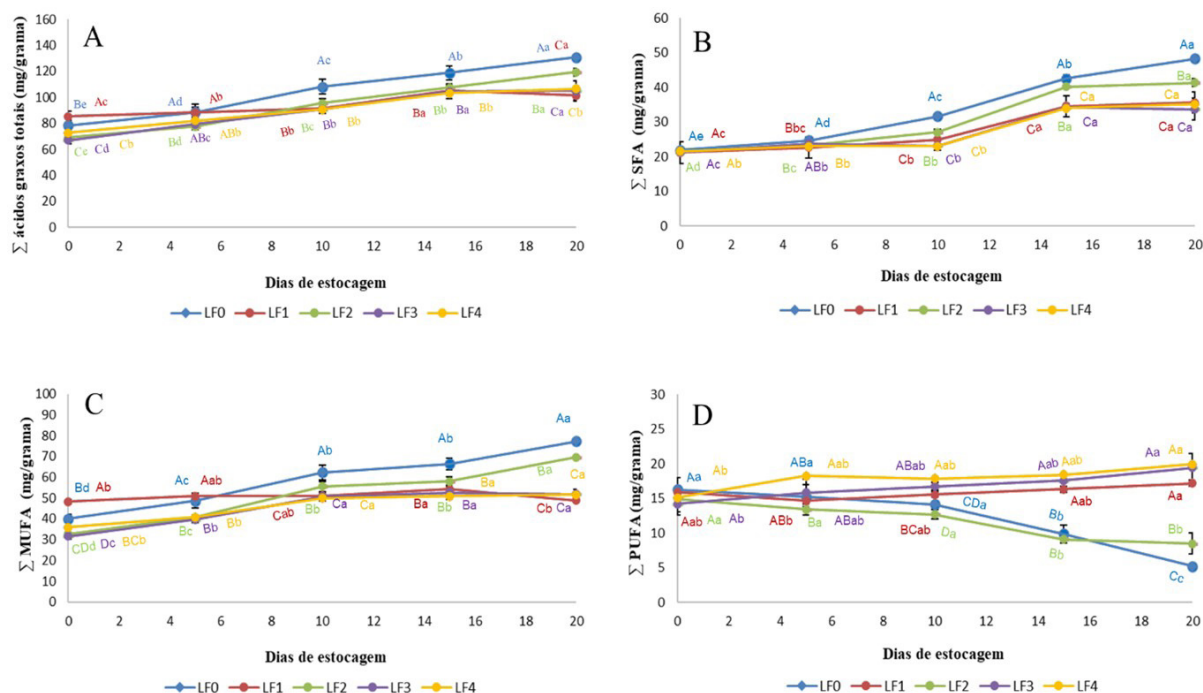 A
∑ ácidos graxos totais (mg/grama)
160
140
120
100
80
60
40
20
0
Be Ac Ad Ab Ac Ab Aa Ca
Cc Cd Cb Bd ABc ABb Bb Bc Bb Bb Ba Bb Ba Bb Ba Ca Cb
0 2 4 6 8 10 12 14 16 18 20
Dias de estocagem
LF0 LF1 LF2 LF3 LF4
B
∑ SFA (mg/grama)
60
50
40
30
20
10
0
Ae Ac Bbc Ad Ac Ab Ca Aa Ba Ca
Ad Ac Ab Bc ABb Bb Cb Bb Cb Cb Ca Ba Ca Ca Ca
0 2 4 6 8 10 12 14 16 18 20
Dias de estocagem
LF0 LF1 LF2 LF3 LF4
C
∑ MUFA (mg/grama)
100
90
80
70
60
50
40
30
20
10
0
Bd Ab Ac Aab Ab Ab Ba Aa Ba Ca
CDd Dc BCb Bc Bb Bb Cab Bb Ca Ca Ba Bb Ba Cb Ca
0 2 4 6 8 10 12 14 16 18 20
Dias de estocagem
LF0 LF1 LF2 LF3 LF4
D
∑ PUFA (mg/grama)
30
25
20
15
10
5
0
Aa Ab ABa Aab ABab Aab Aab Aab Aa Aa
Aab Aa Ab ABb Ba ABab BCab Da CDa Bb Bb Aab Aa Bb Cc
0 2 4 6 8 10 12 14 16 18 20
Dias de estocagem
LF0 LF1 LF2 LF3 LF4